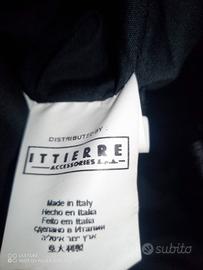 DISTRIBUTED BY
ITTIERRE
ACCESSORIES S.p.A.
Made in Italy
Hecho en Italia
Feito em Italia
Сделано в Италии
subito